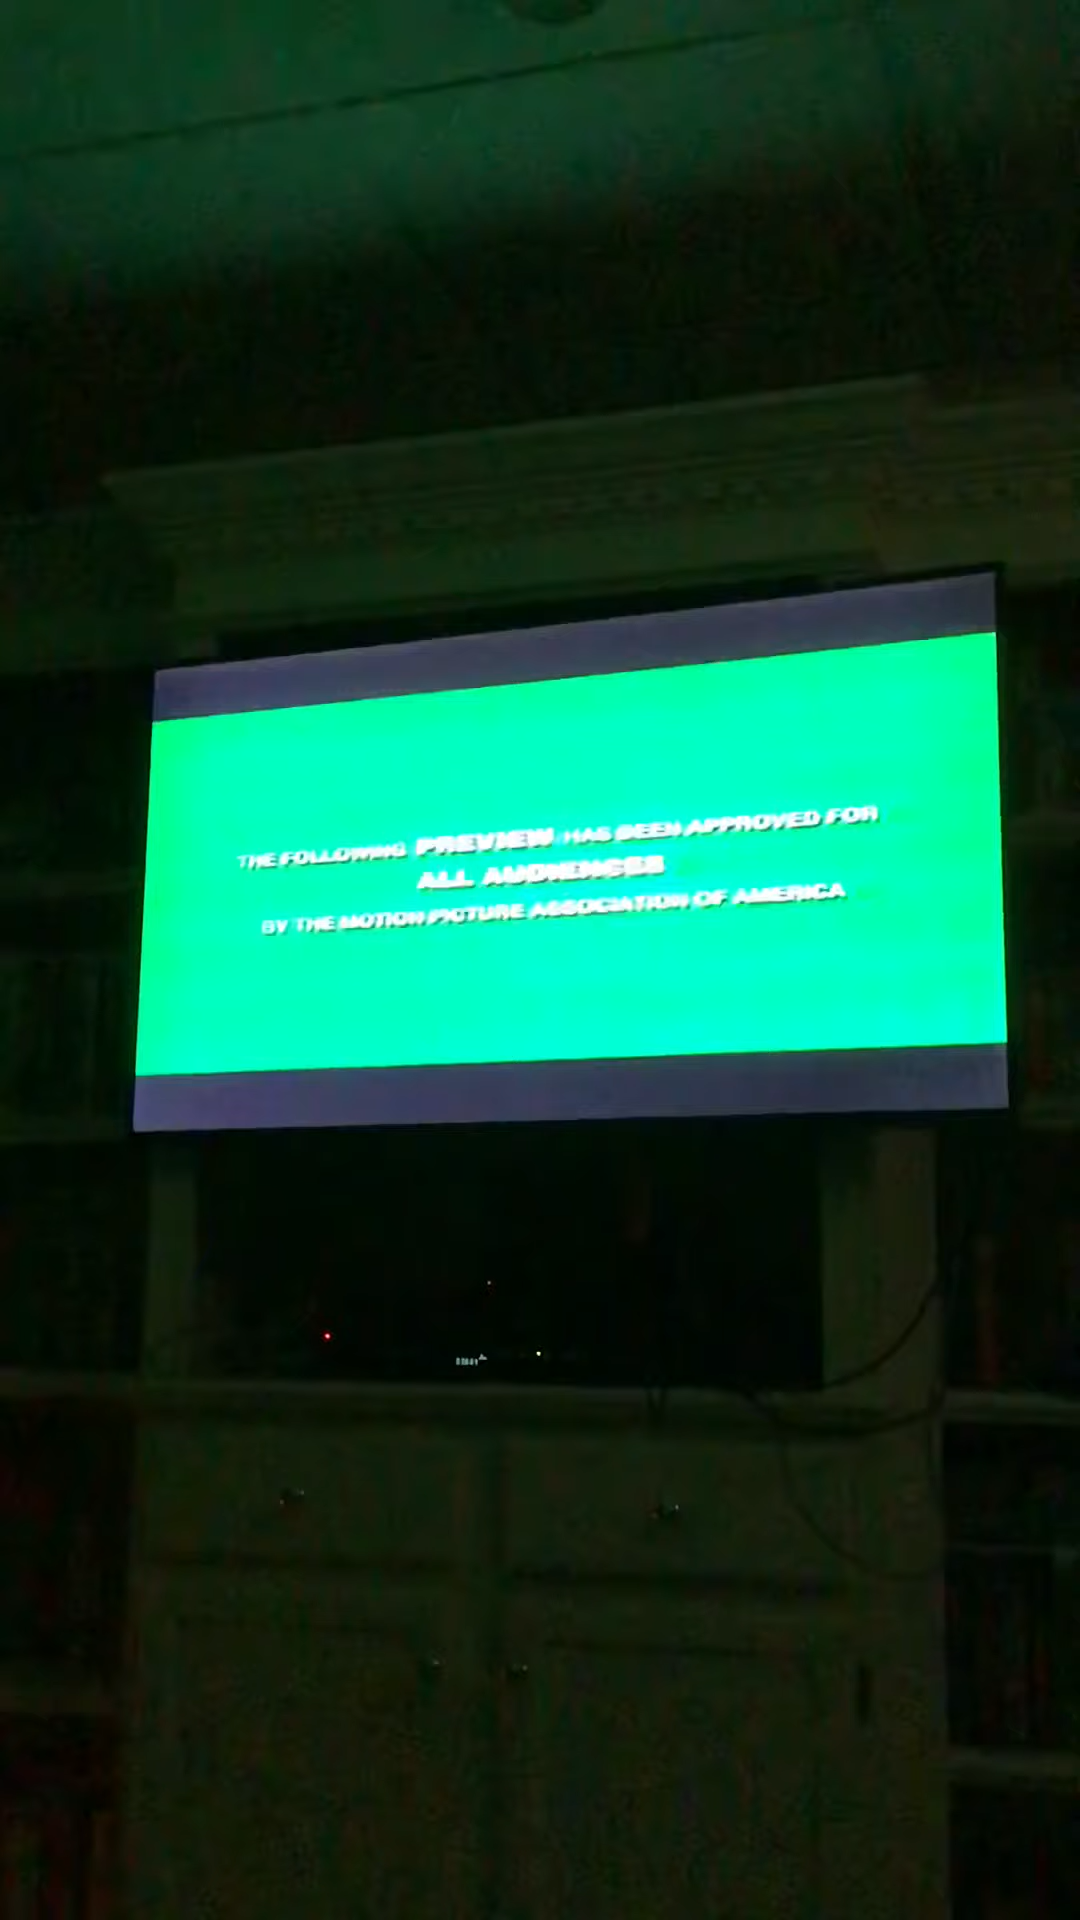 THE FOLLOWING PREVIEW HAS BEEN APPROVED FOR
ALL AUDIENCES
BY THE MOTION PICTURE ASSOCIATION OF AMERICA